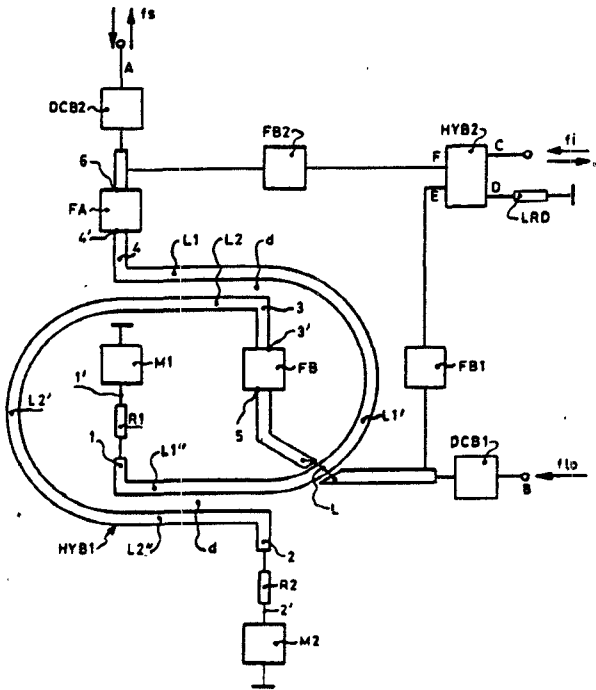 fs
A
DCB2
FB2
HYB2
C
fi
F
E
D
LRD
6
FA
4'
4
L1
L2
d
3
3'
M1
FB
FB1
1'
R1
5
L2'
L1'
DCB1
1
L1"
flo
B
L
HYB1
L2"
d
2
R2
2'
M2